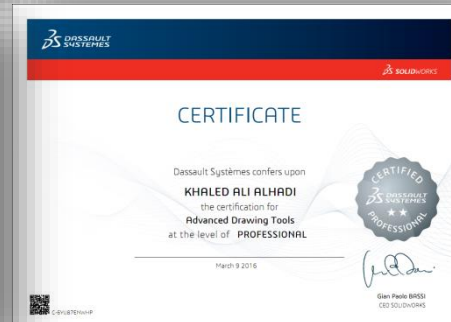 DASSAULT
SYSTEMES
SOLIDWORKS
CERTIFICATE
Dassault Systèmes confers upon
KHALED ALI ALHADI
the certification for
Advanced Drawing Tools
at the level of PROFESSIONAL
March 9 2016
CERTIFIED
DASSAULT
SYSTEMES
PROFESSIONAL
Gian Paolo BASSI
CEO SOLIDWORKS